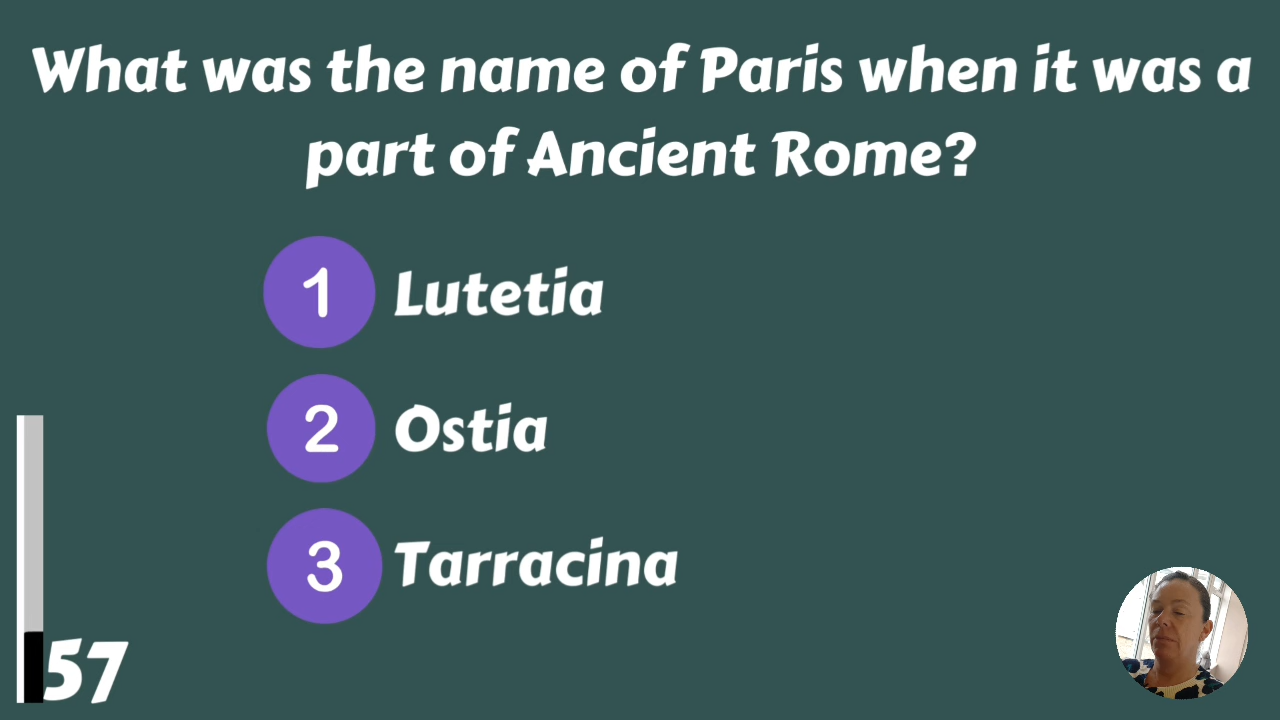 What was the name of Paris when it was a
part of Ancient Rome?
1 Lutetia
2 Ostia
3 Tarracina
57